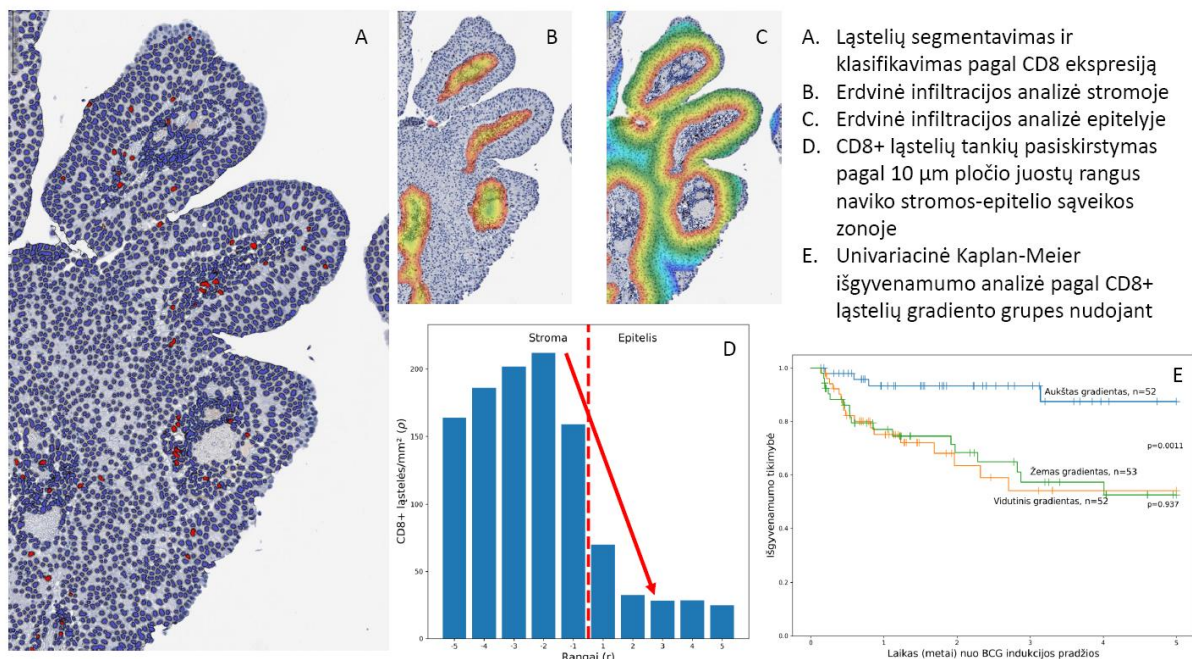 A
B
C
A. Ląstelių segmentavimas ir
klasifikavimas pagal CD8 ekspresiją
B. Erdvinė infiltracijos analizė stromoje
C. Erdvinė infiltracijos analizė epitelyje
D. CD8+ ląstelių tankių pasiskirstymas
pagal 10 µm pločio juostų rangus
naviko stromos-epitelio sąveikos
zonoje
E. Univariacinė Kaplan-Meier
išgyvenamumo analizė pagal CD8+
ląstelių gradiento grupes nudojant
D
Stroma Epitelis
CD8+ ląstelės/mm² (ρ)
200
150
100
50
0
-5 -4 -3 -2 -1 1 2 3 4 5
Rangai (r)
E
Išgyvenamumo tikimybė
1.0
0.8
0.6
0.4
0.2
0.0
Aukštas gradientas, n=52
p=0.0011
Žemas gradientas, n=53
Vidutinis gradientas, n=52
p=0.937
0 1 2 3 4 5
Laikas (metai) nuo BCG indukcijos pradžios